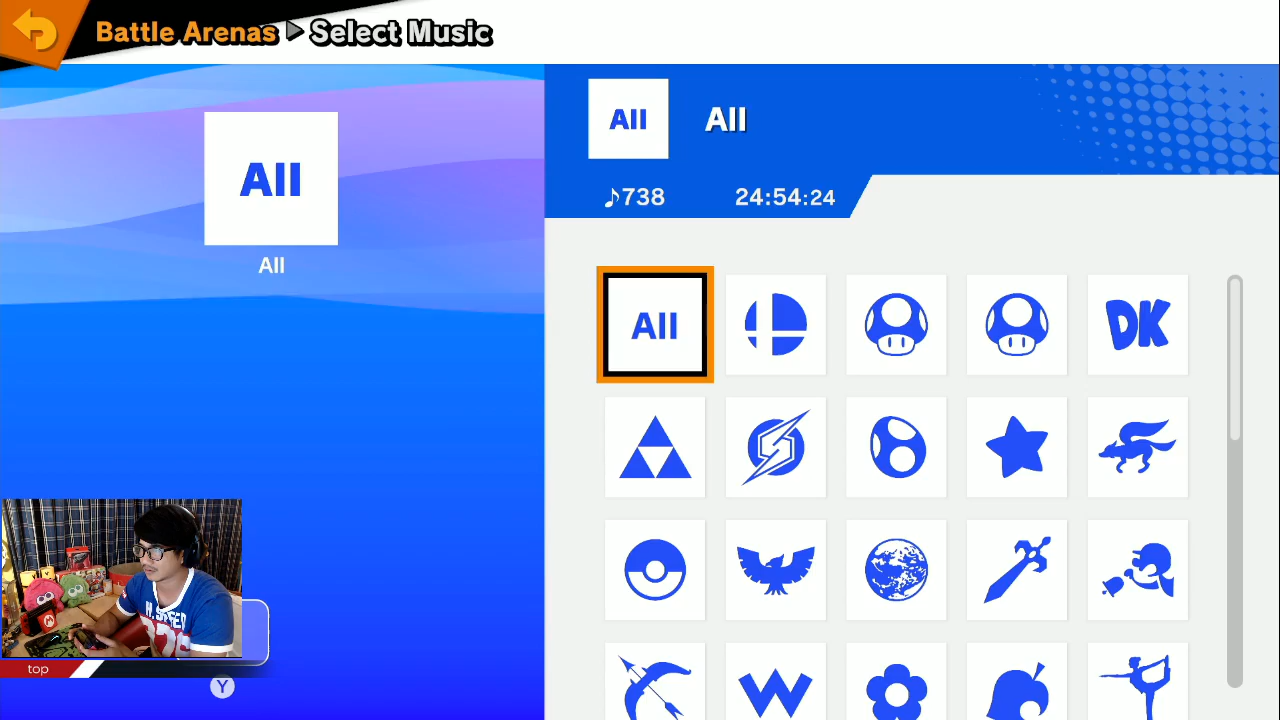 Battle Arenas ▶ Select Music
All
All
All
All
♪738 24:54:24
All
DK
W
top
Y